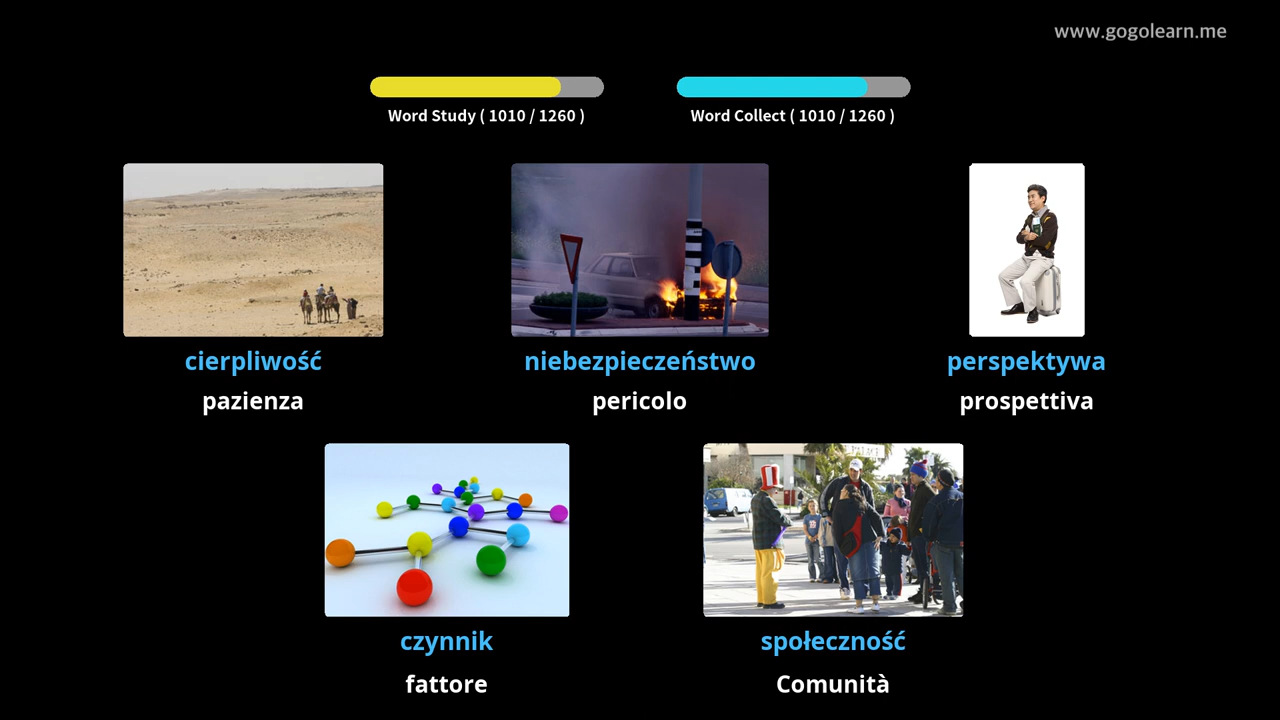 www.gogolearn.me
Word Study ( 1010 / 1260 )
Word Collect ( 1010 / 1260 )
cierpliwość
pazienza
niebezpieczeństwo
pericolo
perspektywa
prospettiva
czynnik
fattore
społeczność
Comunità